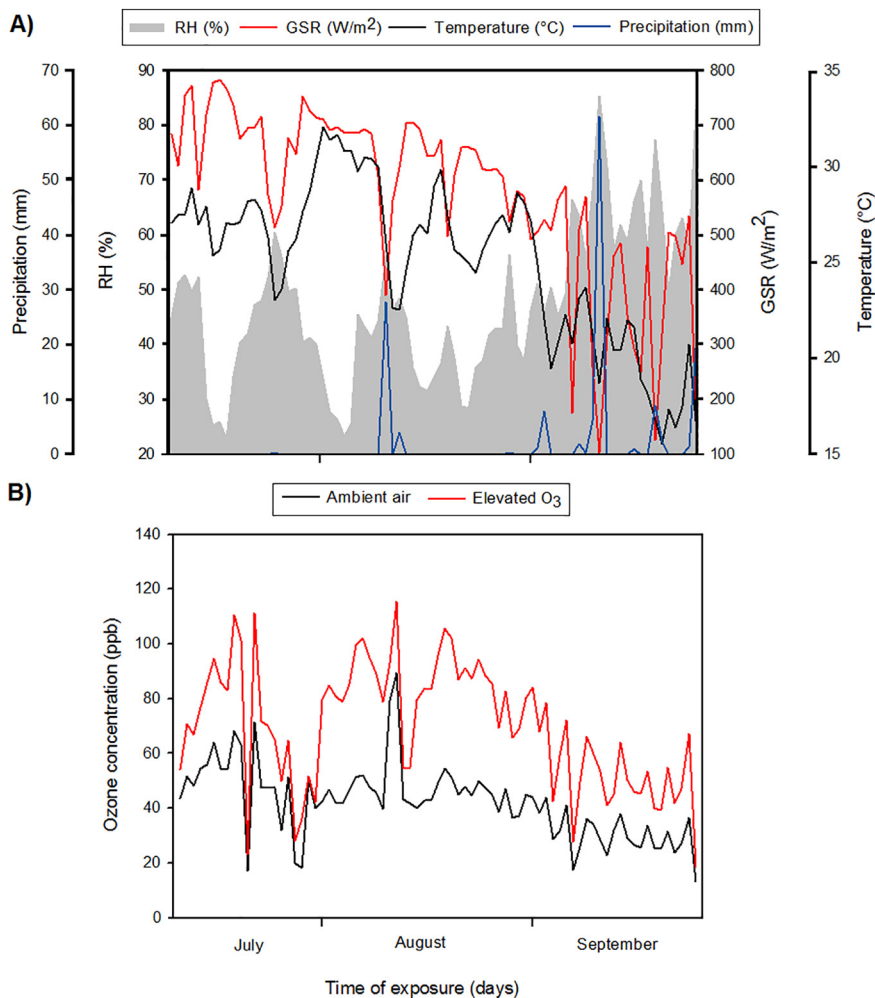 A)
RH (%) GSR (W/m²) Temperature (°C) Precipitation (mm)
70 90 800 35
60 80 700
50 70 600 30
40 60 500
25
30 50 400
20 40 300 20
10 30 200
0 20 100 15
Precipitation (mm)
RH (%)
GSR (W/m²)
Temperature (°C)
B)
Ambient air Elevated O₃
140
120
100
80
60
40
20
0
Ozone concentration (ppb)
July August September
Time of exposure (days)